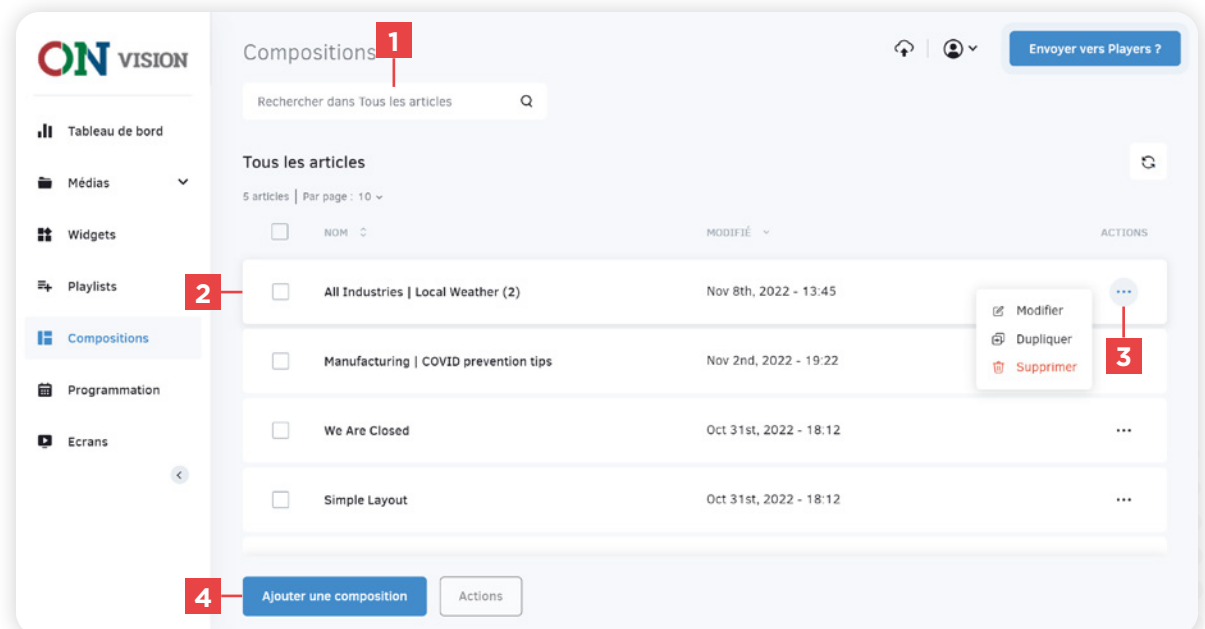 ON VISION
Tableau de bord
Médias
Widgets
Playlists
Compositions
Programmation
Ecrans
Compositions
1
Envoyer vers Players ?
Rechercher dans Tous les articles
Tous les articles
5 articles | Par page : 10
NOM
MODIFIÉ
ACTIONS
2
All Industries | Local Weather (2)
Nov 8th, 2022 - 13:45
...
Modifier
Dupliquer
Supprimer
3
Manufacturing | COVID prevention tips
Nov 2nd, 2022 - 19:22
We Are Closed
Oct 31st, 2022 - 18:12
...
Simple Layout
Oct 31st, 2022 - 18:12
...
4
Ajouter une composition
Actions